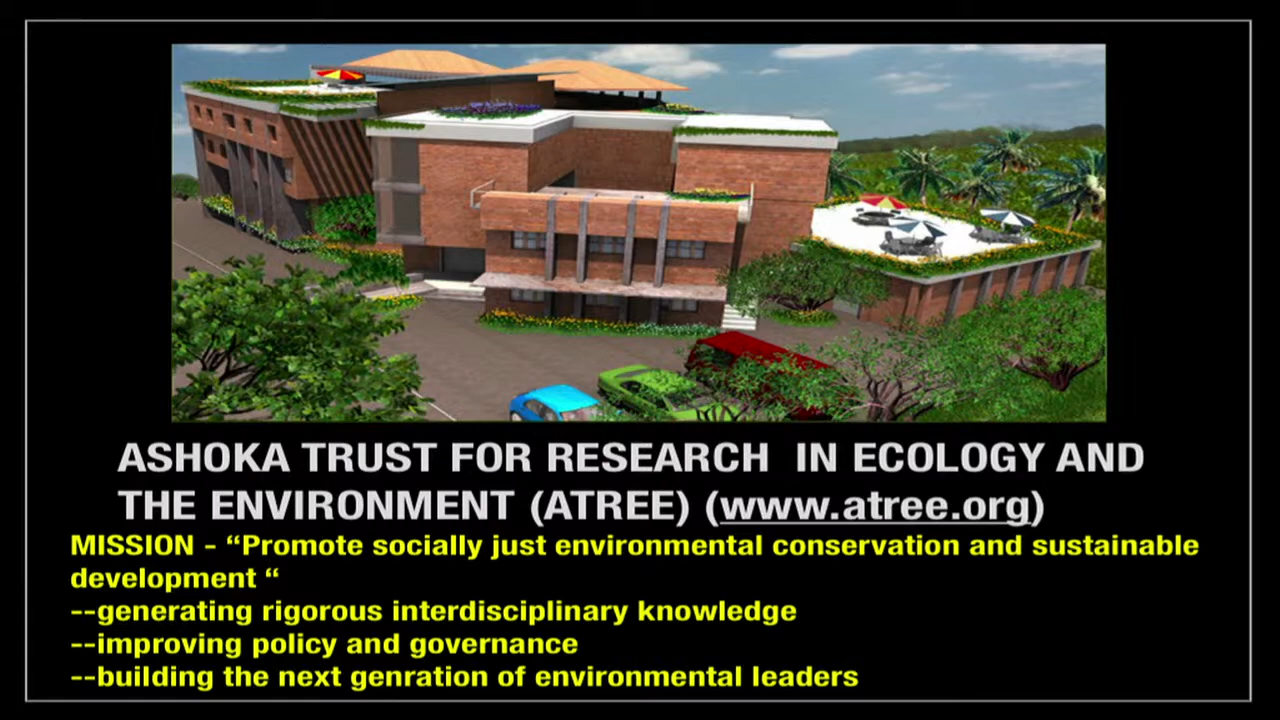 ASHOKA TRUST FOR RESEARCH IN ECOLOGY AND
THE ENVIRONMENT (ATREE) (www.atree.org)
MISSION - “Promote socially just environmental conservation and sustainable
development “
--generating rigorous interdisciplinary knowledge
--improving policy and governance
--building the next genration of environmental leaders